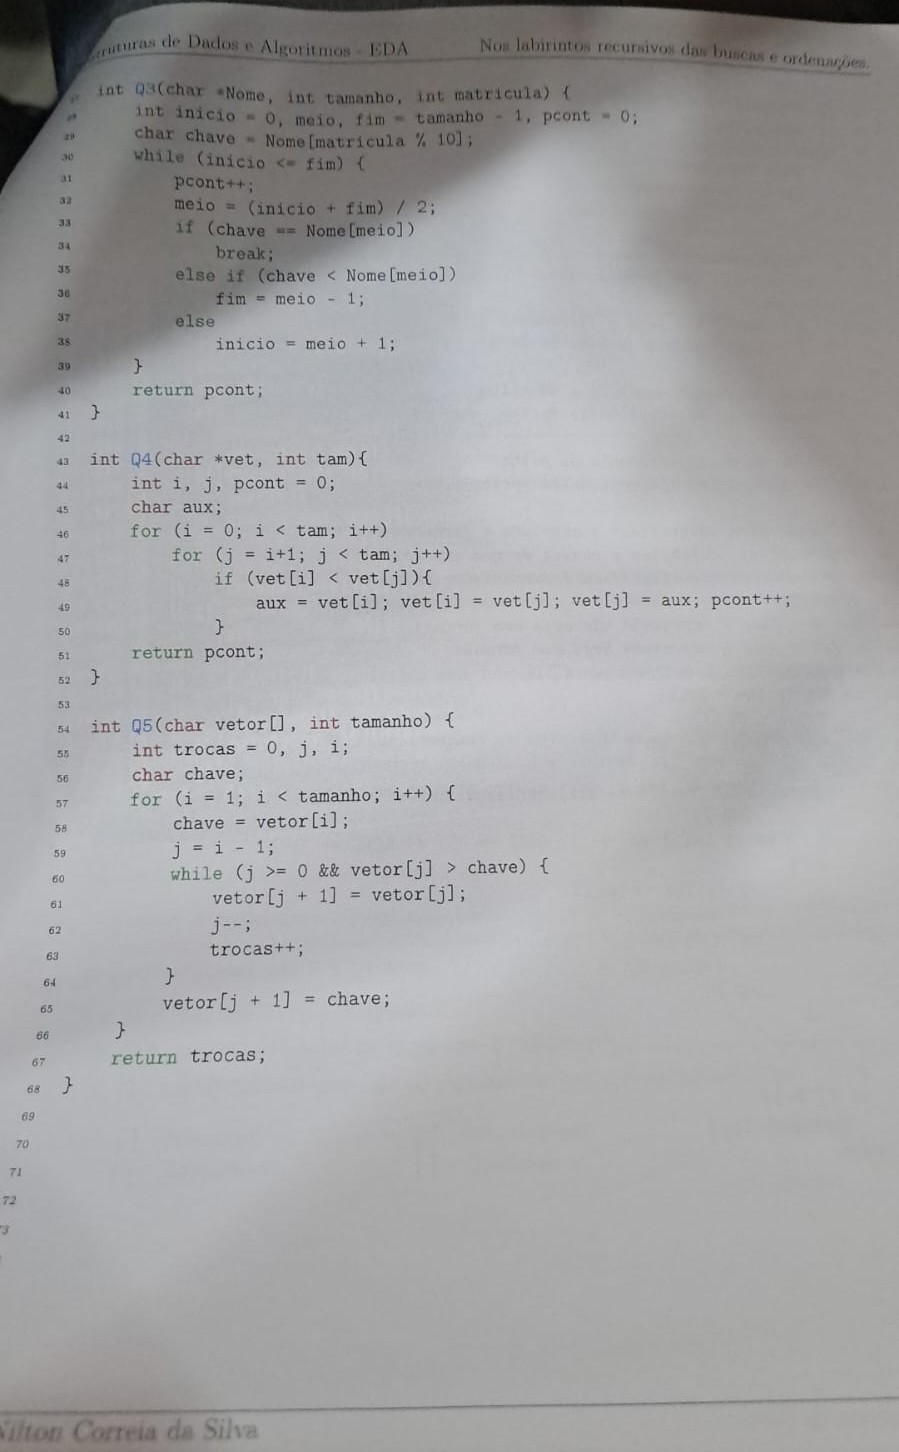 de Dados e Algoritmos - EDA Nos labirintos recursivos das buscas e ordenações.
int Q3(char *Nome, int tamanho, int matricula) {
28 int inicio = 0, meio, fim = tamanho - 1, pcont = 0;
29 char chave = Nome[matricula % 10];
30 while (inicio <= fim) {
31 pcont++;
32 meio = (inicio + fim) / 2;
33 if (chave == Nome[meio])
34 break;
35 else if (chave < Nome[meio])
36 fim = meio - 1;
37 else
38 inicio = meio + 1;
39 }
40 return pcont;
41 }
42
43 int Q4(char *vet, int tam){
44 int i, j, pcont = 0;
45 char aux;
46 for (i = 0; i < tam; i++)
47 for (j = i+1; j < tam; j++)
48 if (vet[i] < vet[j]){
49 aux = vet[i]; vet[i] = vet[j]; vet[j] = aux; pcont++;
50 }
51 return pcont;
52 }
53
54 int Q5(char vetor[], int tamanho) {
55 int trocas = 0, j, i;
56 char chave;
57 for (i = 1; i < tamanho; i++) {
58 chave = vetor[i];
59 j = i - 1;
60 while (j >= 0 && vetor[j] > chave) {
61 vetor[j + 1] = vetor[j];
62 j--;
63 trocas++;
64 }
65 vetor[j + 1] = chave;
66 }
67 return trocas;
68 }
69
70
71
72
3
Nilton Correia da Silva